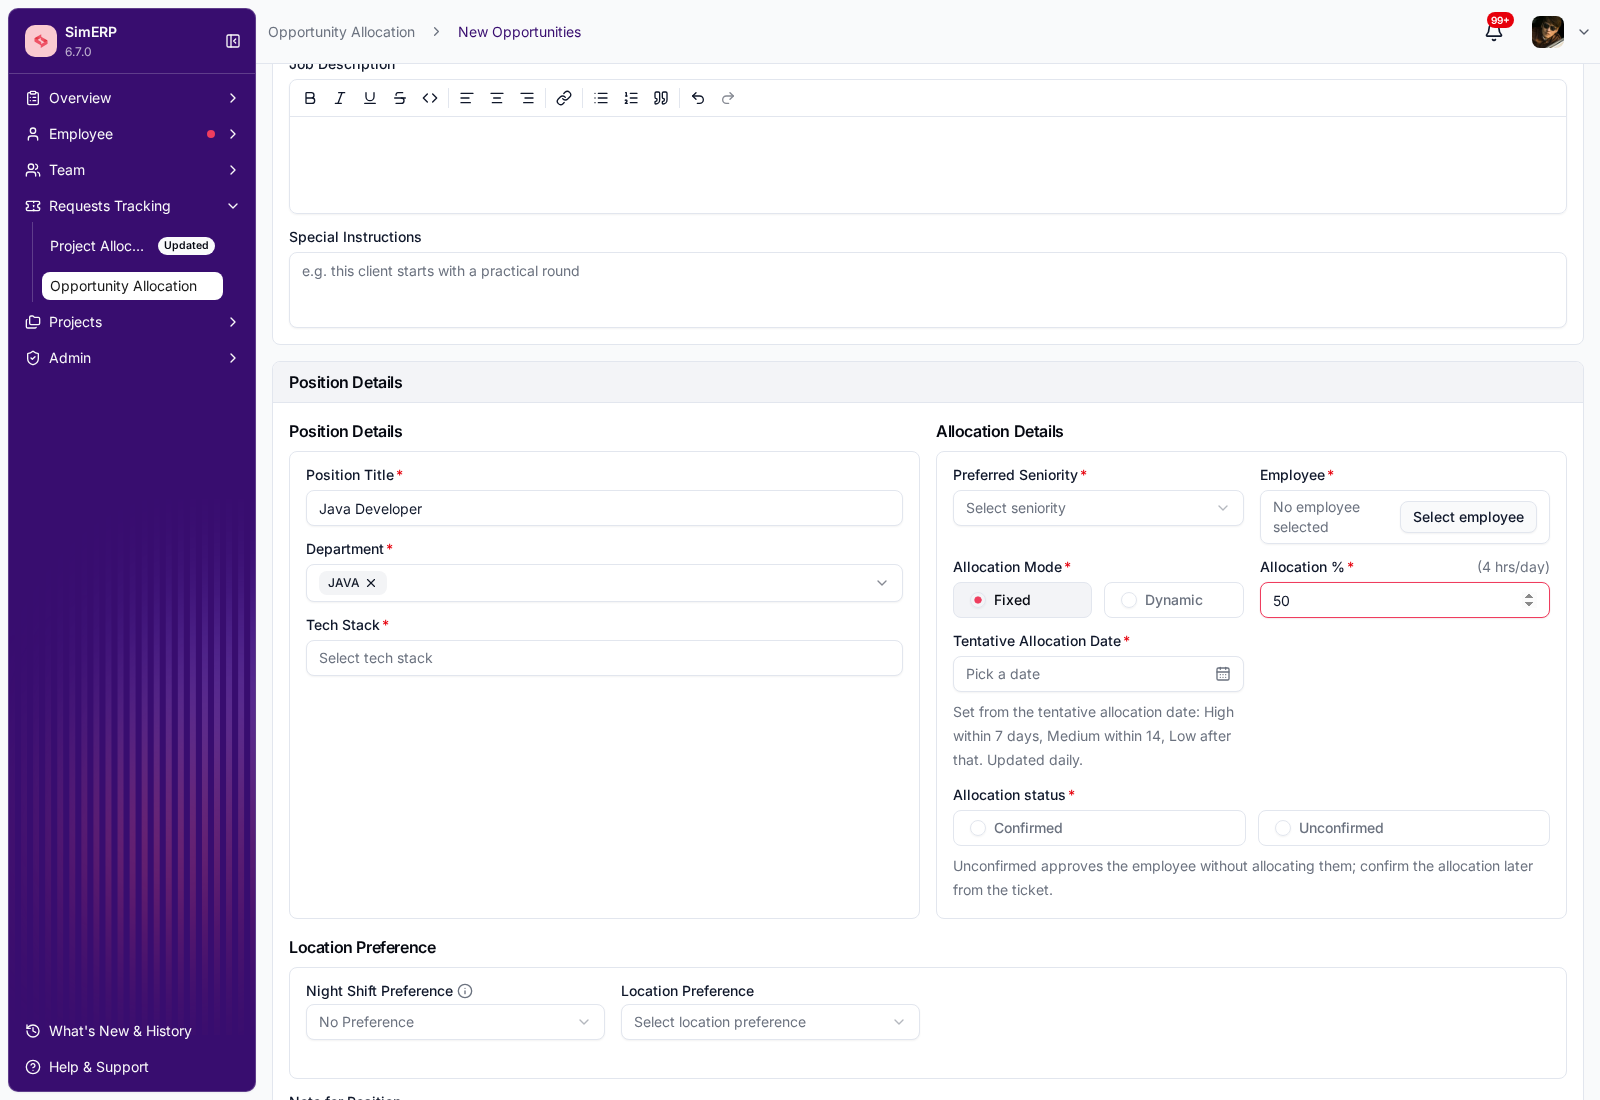 SimERP
6.7.0
Opportunity Allocation
New Opportunities
99+
Overview
Employee
Team
Requests Tracking
Project Alloc...
Updated
Opportunity Allocation
Projects
Admin
What's New & History
Help & Support
Job Description
Special Instructions
e.g. this client starts with a practical round
Position Details
Position Details
Position Title*
Java Developer
Department*
JAVA
Tech Stack*
Select tech stack
Allocation Details
Preferred Seniority*
Select seniority
Employee*
No employee
selected
Select employee
Allocation Mode*
Fixed
Dynamic
Allocation %*
(4 hrs/day)
50
Tentative Allocation Date*
Pick a date
Set from the tentative allocation date: High
within 7 days, Medium within 14, Low after
that. Updated daily.
Allocation status*
Confirmed
Unconfirmed
Unconfirmed approves the employee without allocating them; confirm the allocation later
from the ticket.
Location Preference
Night Shift Preference
No Preference
Location Preference
Select location preference
Note for Position